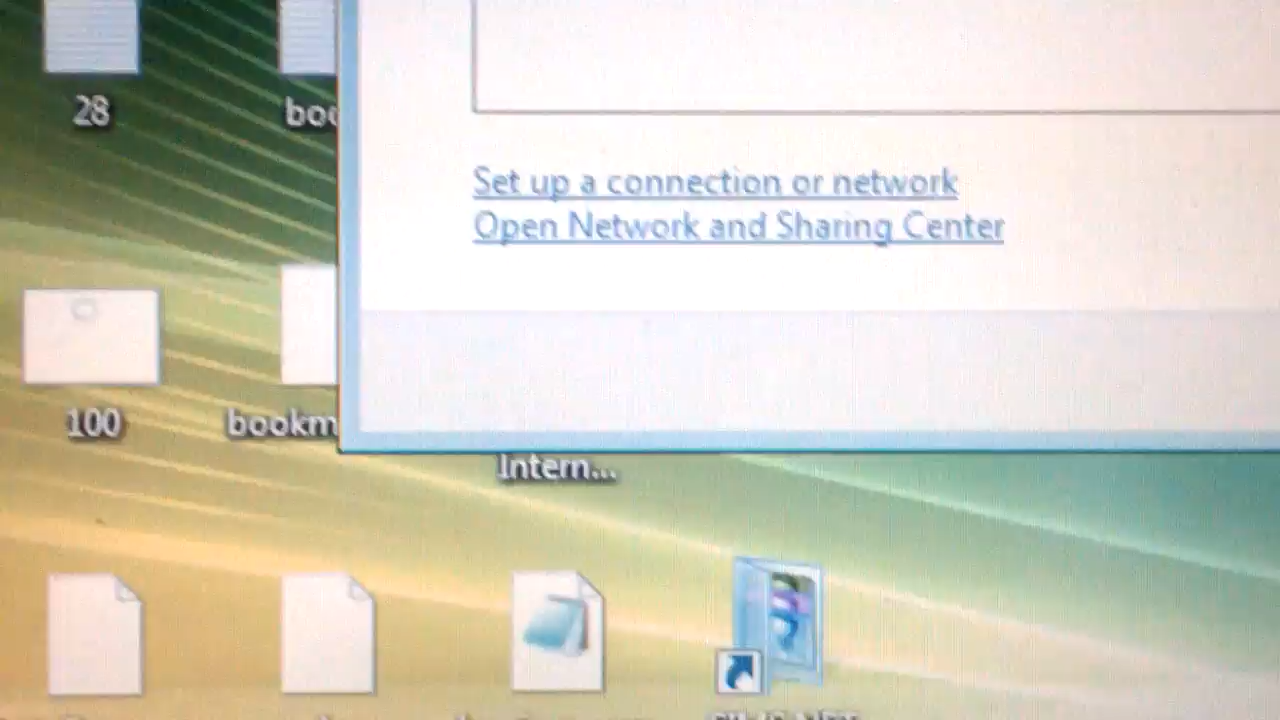 28
boo
Set up a connection or network
Open Network and Sharing Center
100
bookm
Intern...